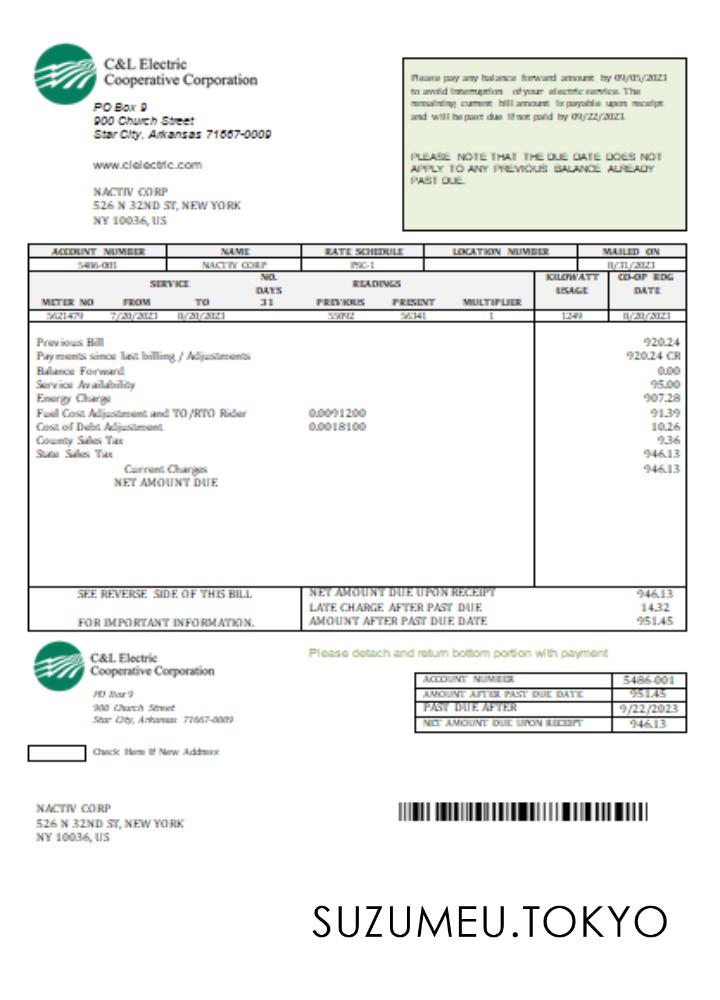 C&L Electric
Cooperative Corporation
PO Box 9
900 Church Street
Star City, Arkansas 71667-0009
www.clelectric.com
NACTIV CORP
526 N 32ND ST, NEW YORK
NY 10036, US
Please pay any balance forward amount by 09/05/2023
to avoid interruption of your electric service. The
remaining current bill amount is payable upon receipt
and will be past due if not paid by 09/22/2023.
PLEASE NOTE THAT THE DUE DATE DOES NOT
APPLY TO ANY PREVIOUS BALANCE ALREADY
PAST DUE.
ACCOUNT NUMBER NAME RATE SCHEDULE LOCATION NUMBER MAILED ON
5486-001 NACTIV CORP PSC-1 8/31/2023
SERVICE NO. DAYS READINGS KILOWATT USAGE CO-OP RDG DATE
METER NO FROM TO 31 PREVIOUS PRESENT MULTIPLIER
5621479 7/20/2023 8/20/2023 55092 56341 1 1249 8/20/2023
Previous Bill 920.24
Payments since last billing / Adjustments 920.24 CR
Balance Forward 0.00
Service Availability 95.00
Energy Charge 907.28
Fuel Cost Adjustment and TO/RTO Rider 0.0091200 91.39
Cost of Debt Adjustment 0.0018100 10.26
County Sales Tax 9.36
State Sales Tax 946.13
Current Charges 946.13
NET AMOUNT DUE
SEE REVERSE SIDE OF THIS BILL
FOR IMPORTANT INFORMATION.
NET AMOUNT DUE UPON RECEIPT 946.13
LATE CHARGE AFTER PAST DUE 14.32
AMOUNT AFTER PAST DUE DATE 951.45
C&L Electric
Cooperative Corporation
PO Box 9
900 Church Street
Star City, Arkansas 71667-0009
Please detach and return bottom portion with payment
ACCOUNT NUMBER 5486-001
AMOUNT AFTER PAST DUE DATE 951.45
PAST DUE AFTER 9/22/2023
NET AMOUNT DUE UPON RECEIPT 946.13
Check Here If New Address
NACTIV CORP
526 N 32ND ST, NEW YORK
NY 10036, US
SUZUMEU.TOKYO